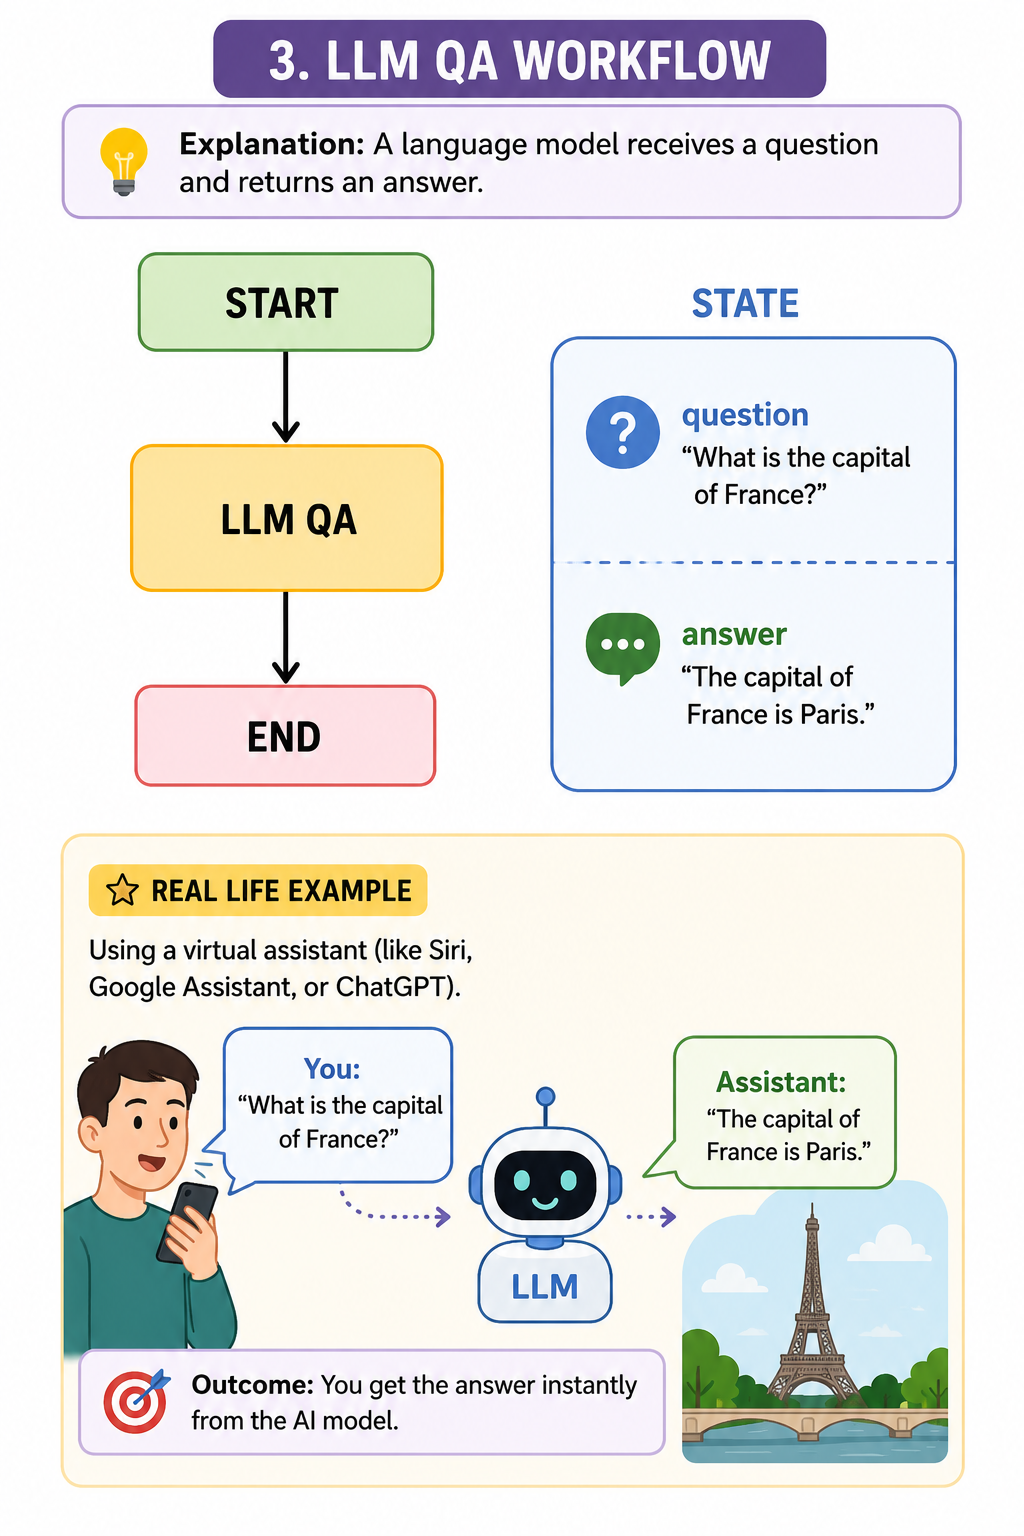 3. LLM QA WORKFLOW
Explanation: A language model receives a question
and returns an answer.
START
LLM QA
END
STATE
question
“What is the capital
of France?”
answer
“The capital of
France is Paris.”
REAL LIFE EXAMPLE
Using a virtual assistant (like Siri,
Google Assistant, or ChatGPT).
You:
“What is the capital
of France?”
LLM
Assistant:
“The capital of
France is Paris.”
Outcome: You get the answer instantly
from the AI model.